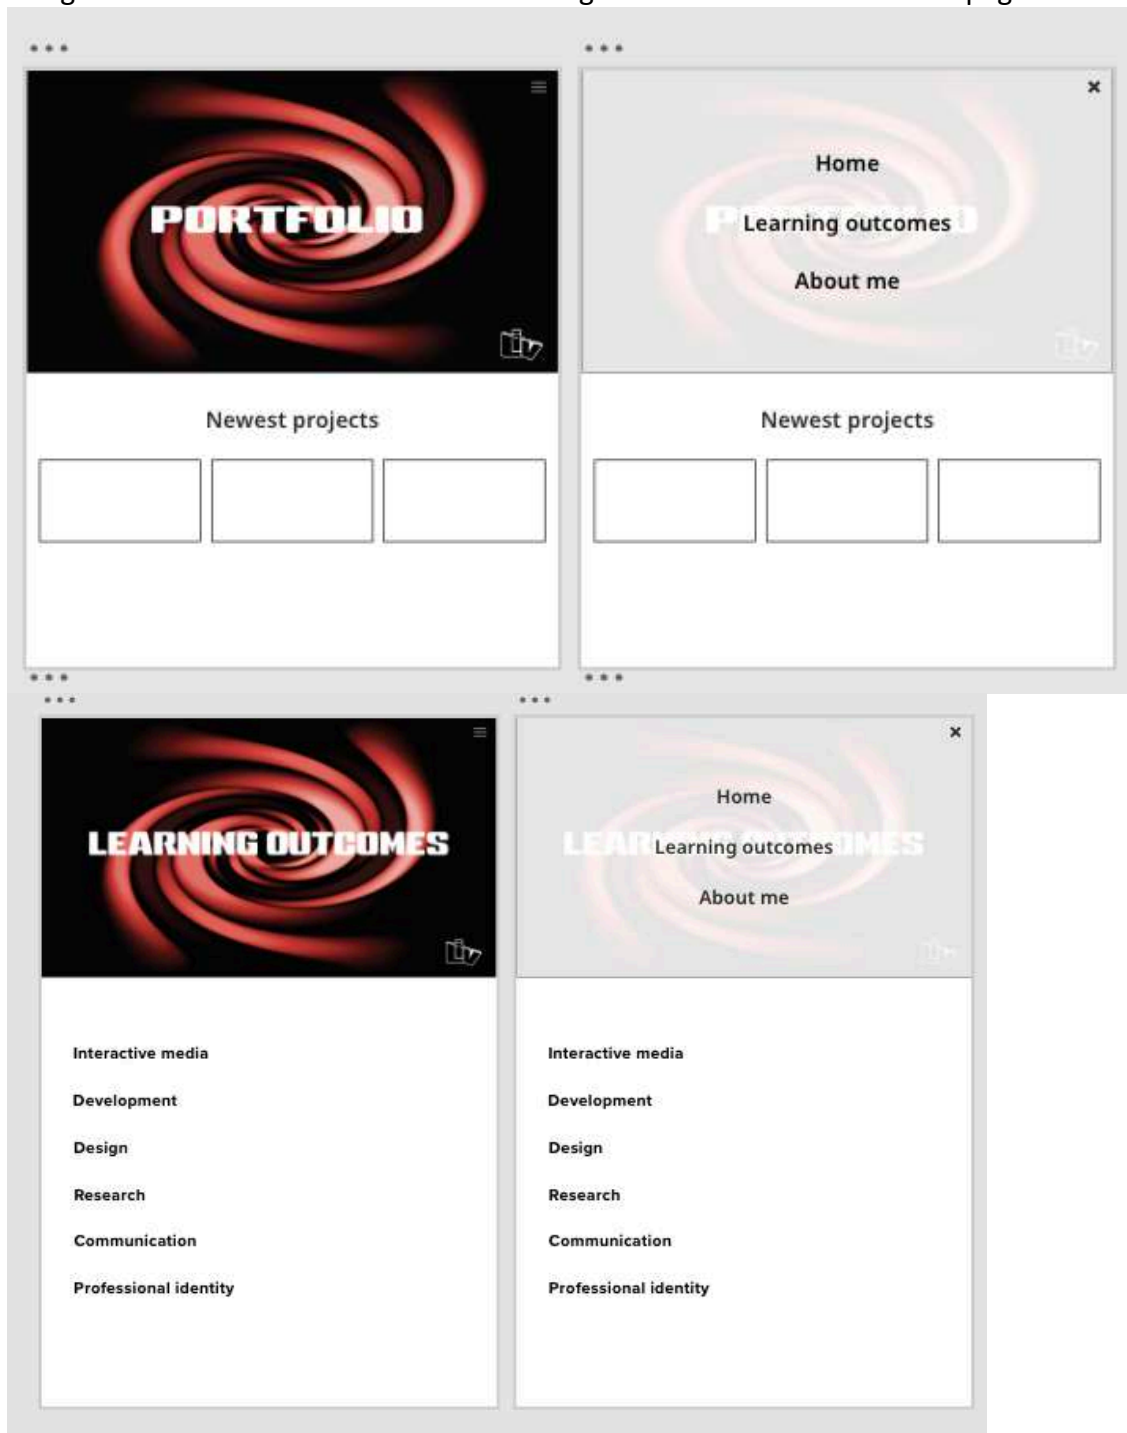 PORTFOLIO
Newest projects
Home
Learning outcomes
About me
Newest projects
LEARNING OUTCOMES
Interactive media
Development
Design
Research
Communication
Professional identity
Home
Learning outcomes
About me
Interactive media
Development
Design
Research
Communication
Professional identity